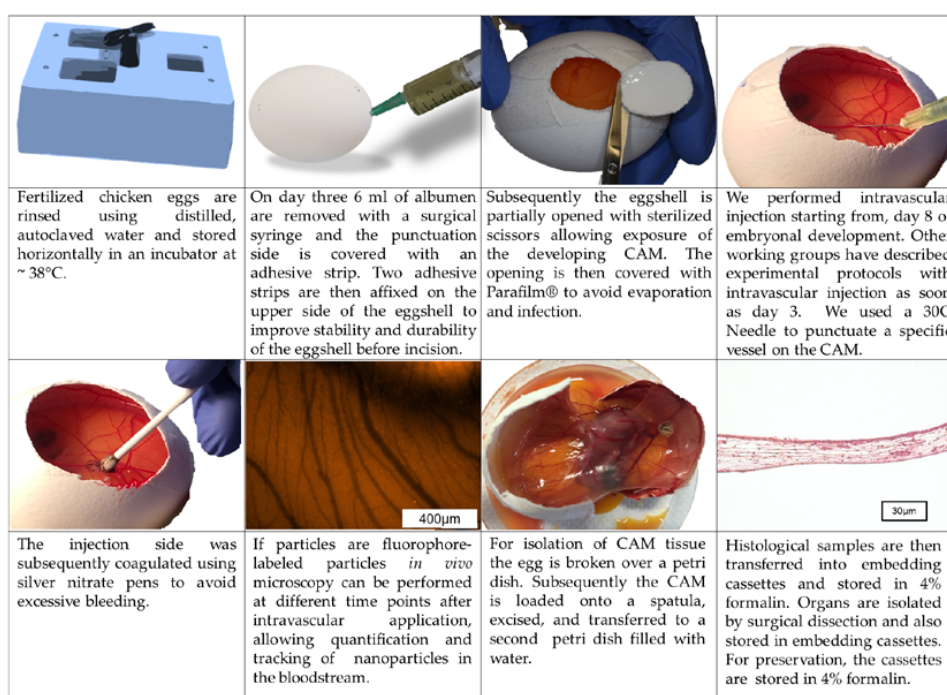 Fertilized chicken eggs are
rinsed using distilled,
autoclaved water and stored
horizontally in an incubator at
~ 38°C.
On day three 6 ml of albumen
are removed with a surgical
syringe and the punctuation
side is covered with an
adhesive strip. Two adhesive
strips are then affixed on the
upper side of the eggshell to
improve stability and durability
of the eggshell before incision.
Subsequently the eggshell is
partially opened with sterilized
scissors allowing exposure of
the developing CAM. The
opening is then covered with
Parafilm® to avoid evaporation
and infection.
We performed intravascular
injection starting from, day 8 o
embryonal development. Other
working groups have described
experimental protocols with
intravascular injection as soon
as day 3. We used a 30G
Needle to punctuate a specific
vessel on the CAM.
400µm
30µm
The injection side was
subsequently coagulated using
silver nitrate pens to avoid
excessive bleeding.
If particles are fluorophore-
labeled particles in vivo
microscopy can be performed
at different time points after
intravascular application,
allowing quantification and
tracking of nanoparticles in
the bloodstream.
For isolation of CAM tissue
the egg is broken over a petri
dish. Subsequently the CAM
is loaded onto a spatula,
excised, and transferred to a
second petri dish filled with
water.
Histological samples are then
transferred into embedding
cassettes and stored in 4%
formalin. Organs are isolated
by surgical dissection and also
stored in embedding cassettes.
For preservation, the cassettes
are stored in 4% formalin.